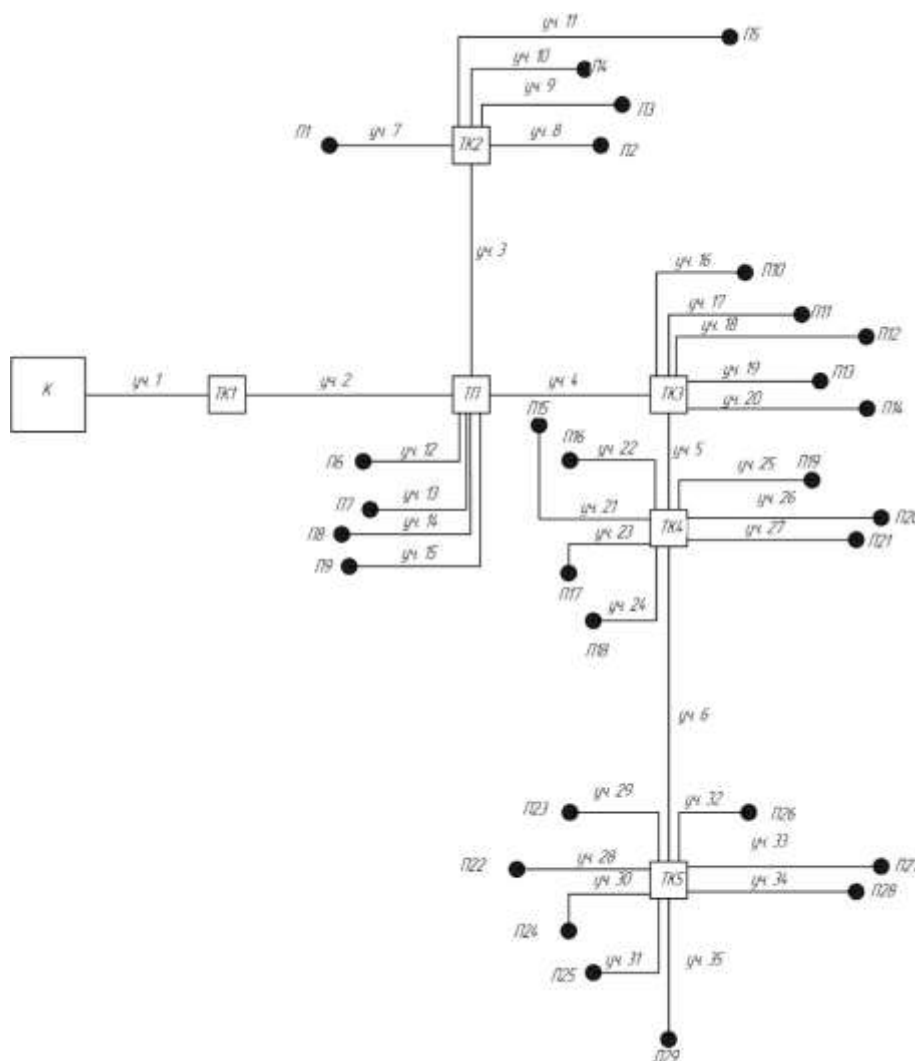 уч. 11
П5
уч. 10
П4
уч. 9
П3
П1
уч. 7
ТК2
уч. 8
П2
уч. 3
уч. 16
П10
уч. 17
П11
уч. 18
П12
К
уч. 1
ТК1
уч. 2
ТП
уч. 4
ТК3
уч. 19
П13
уч. 20
П14
П15
П6
уч. 12
П16
уч. 22
уч. 5
уч. 25
П19
П7
уч. 13
уч. 26
П8
уч. 14
уч. 21
ТК4
П20
уч. 23
уч. 27
П21
П9
уч. 15
П17
уч. 24
П18
уч. 6
П23
уч. 29
уч. 32
П26
уч. 33
П22
уч. 28
ТК5
П27
уч. 30
уч. 34
П28
П24
уч. 31
уч. 35
П25
П29